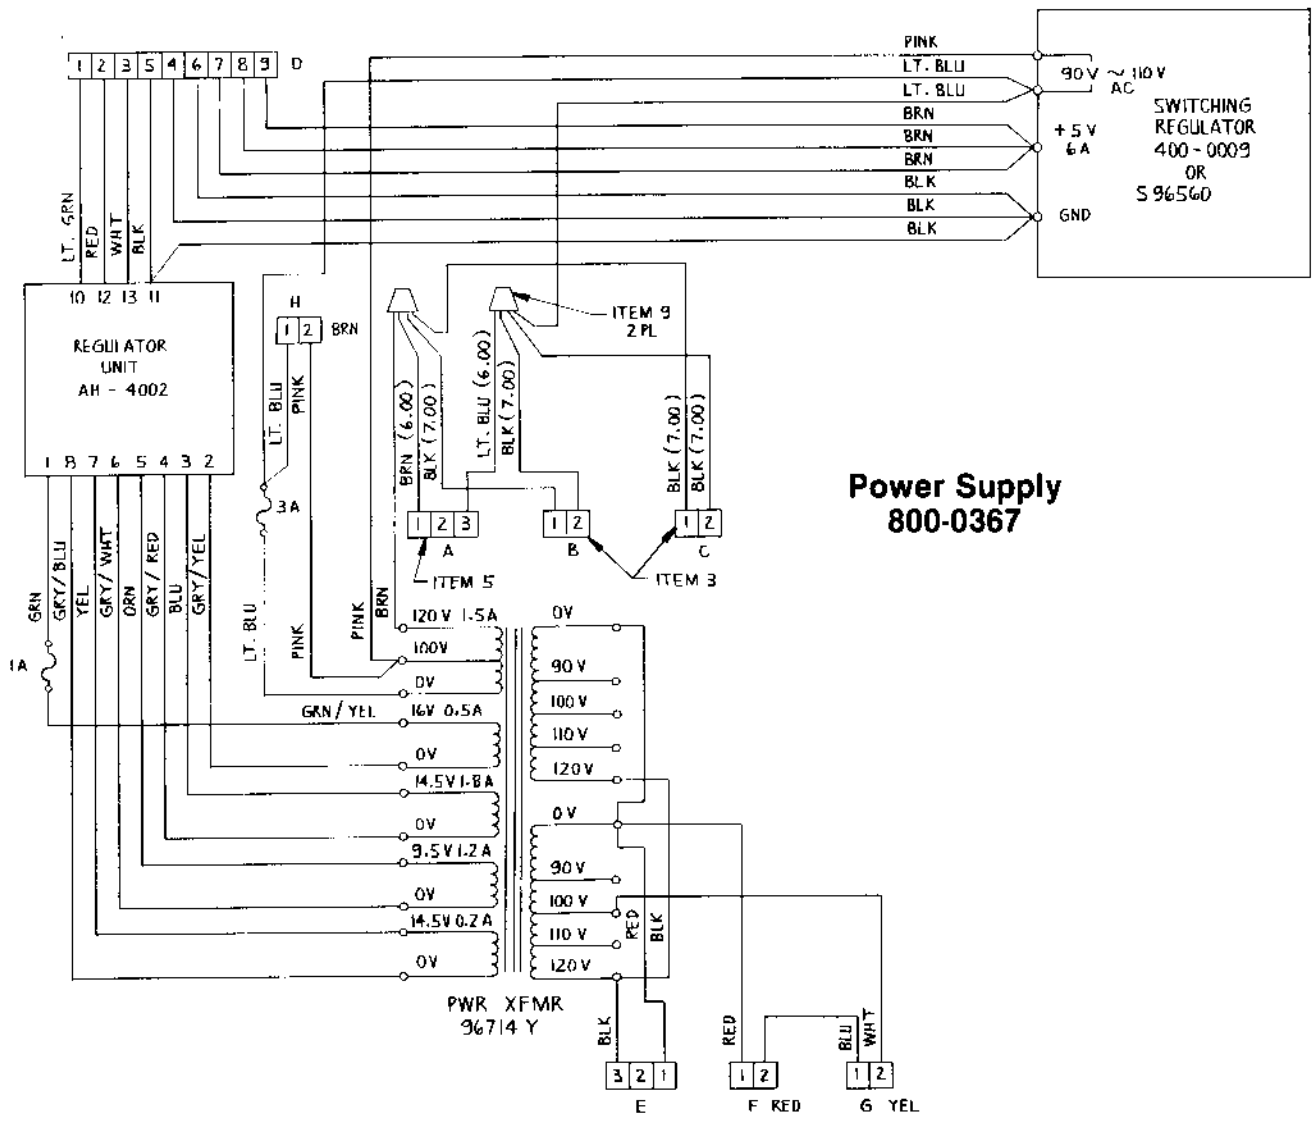 PINK
LT. BLU
LT. BLU
BRN
BRN
BRN
BLK
BLK
BLK
1 2 3 5 4 6 7 8 9 D
90V ~ 110V
AC
+5V
6A
GND
SWITCHING
REGULATOR
400-0009
OR
S96560
LT. GRN
RED
WHT
BLK
10 12 13 11
REGULATOR
UNIT
AH - 4002
1 8 7 6 5 4 3 2
H
1 2 BRN
LT. BLU
PINK
ITEM 9
2 PL
BRN (6.00)
BLK (7.00)
LT. BLU (6.00)
BLK (7.00)
BLK (7.00)
BLK (7.00)
3A
1 2 3
A
1 2
B
1 2
C
ITEM 5
ITEM 3
Power Supply
800-0367
GRN
GRY/BLU
YEL
GRY/WHT
ORN
GRY/RED
BLU
GRY/YEL
1A
LT. BLU
PINK
PINK
BRN
GRN/YEL
120V 1.5A
100V
0V
16V 0.5A
0V
14.5V 1.8A
0V
9.5V 1.2A
0V
14.5V 0.2A
0V
0V
90V
100V
110V
120V
0V
90V
100V
110V
120V
RED
BLK
PWR XFMR
96714Y
BLK
RED
BLU
WHT
3 2 1
E
1 2
F RED
1 2
G YEL